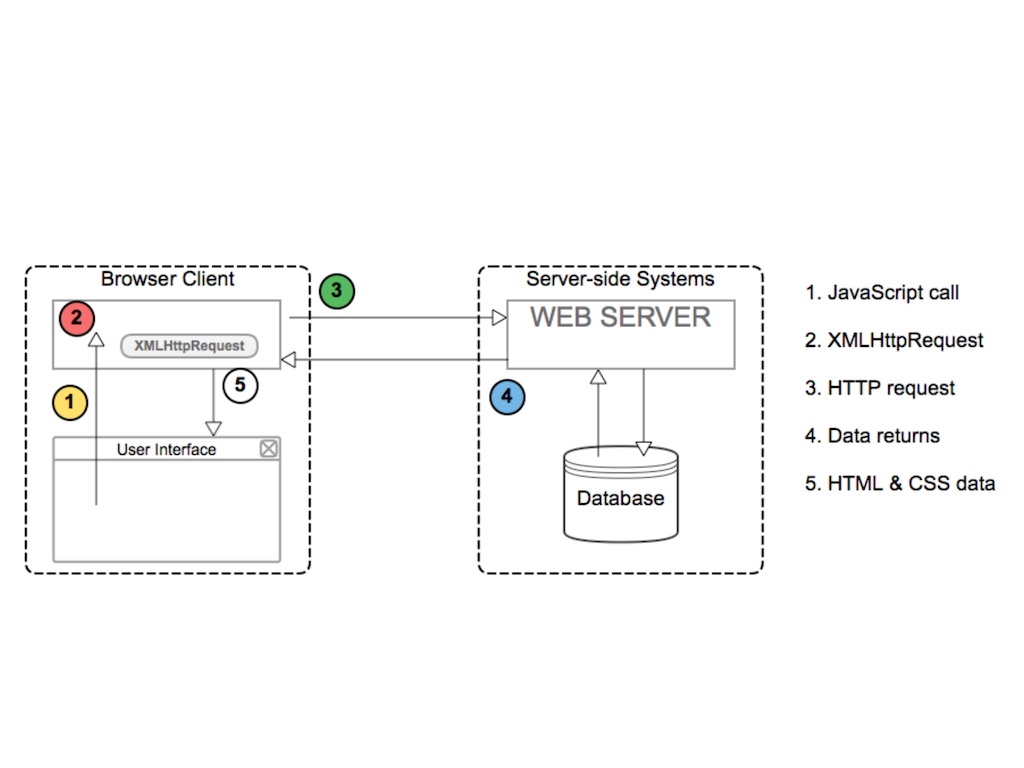 Browser Client
2
XMLHttpRequest
1
5
User Interface
3
4
Server-side Systems
WEB SERVER
Database
1. JavaScript call
2. XMLHttpRequest
3. HTTP request
4. Data returns
5. HTML & CSS data